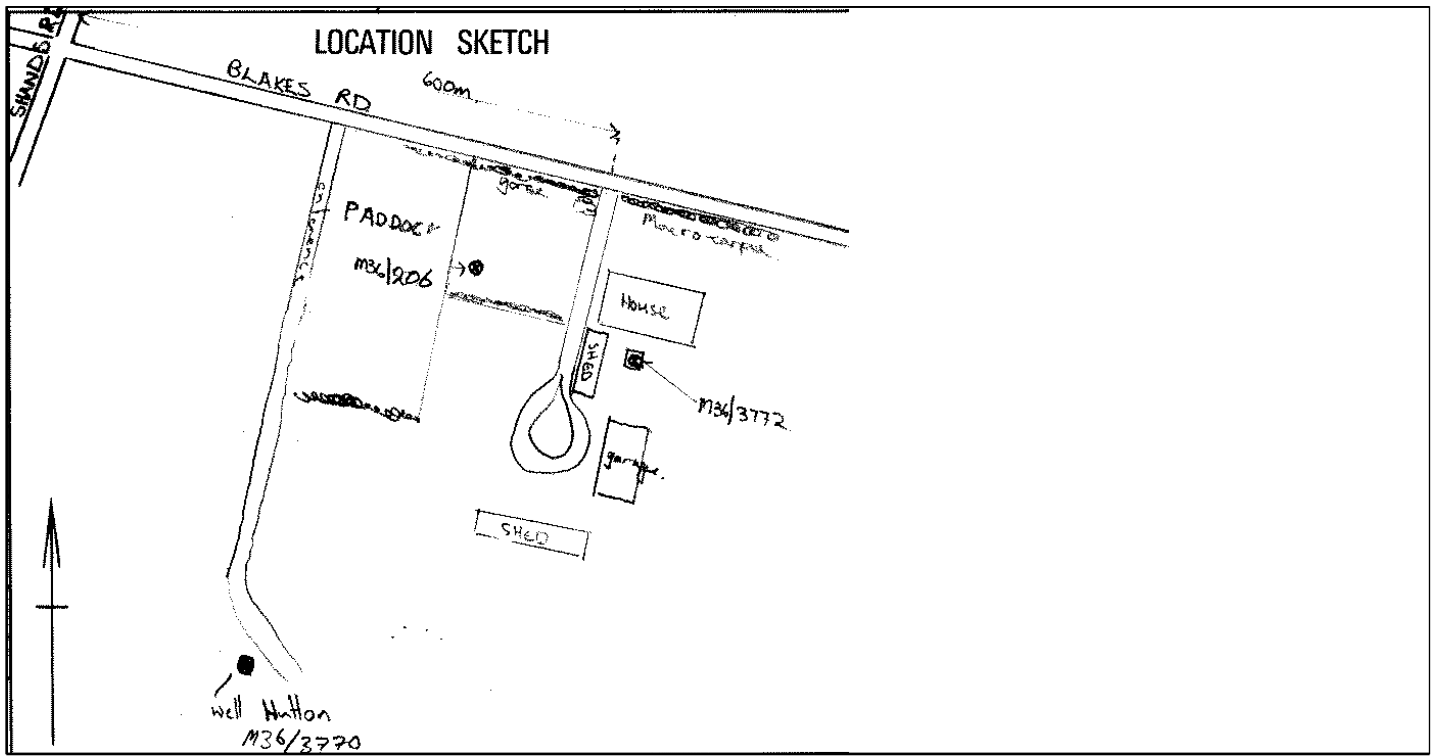 LOCATION SKETCH
SHANDS RD
BLAKES RD
600m.
gorse
PADDOCK
Macrocarpa
M36/206
House
SHED
M36/3772
garage.
SHED
well Hutton
M36/3770